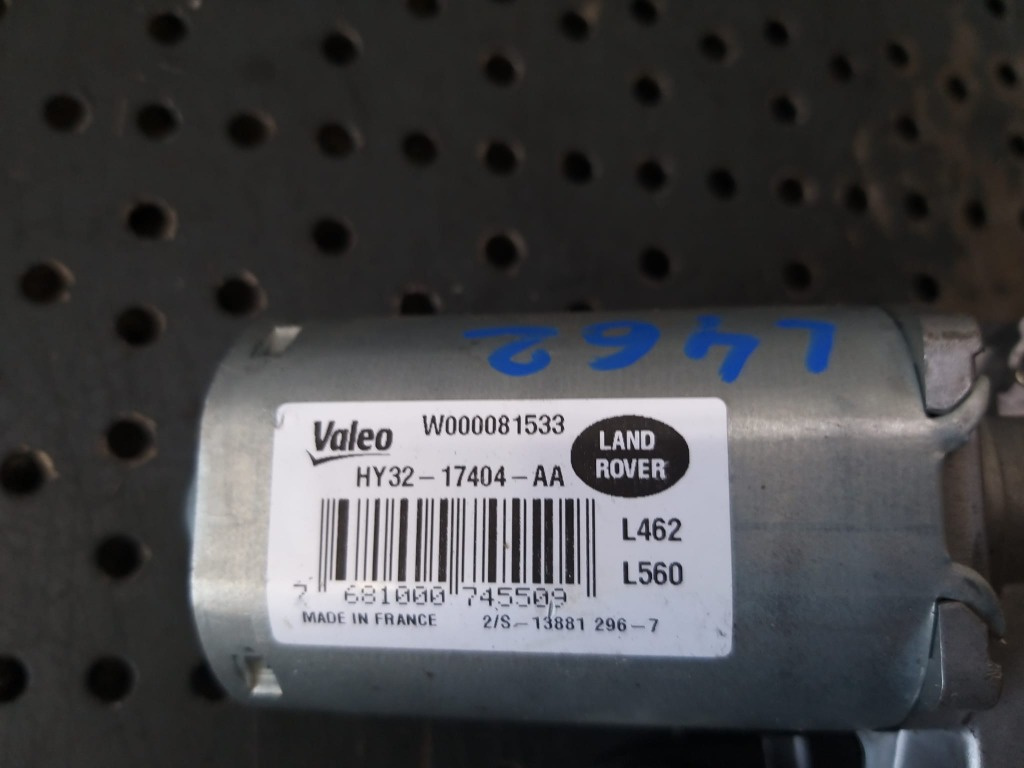 L462
Valeo W000081533
LAND ROVER
HY32-17404-AA
L462
L560
7 681000 745509
MADE IN FRANCE 2/S-13881 296-7